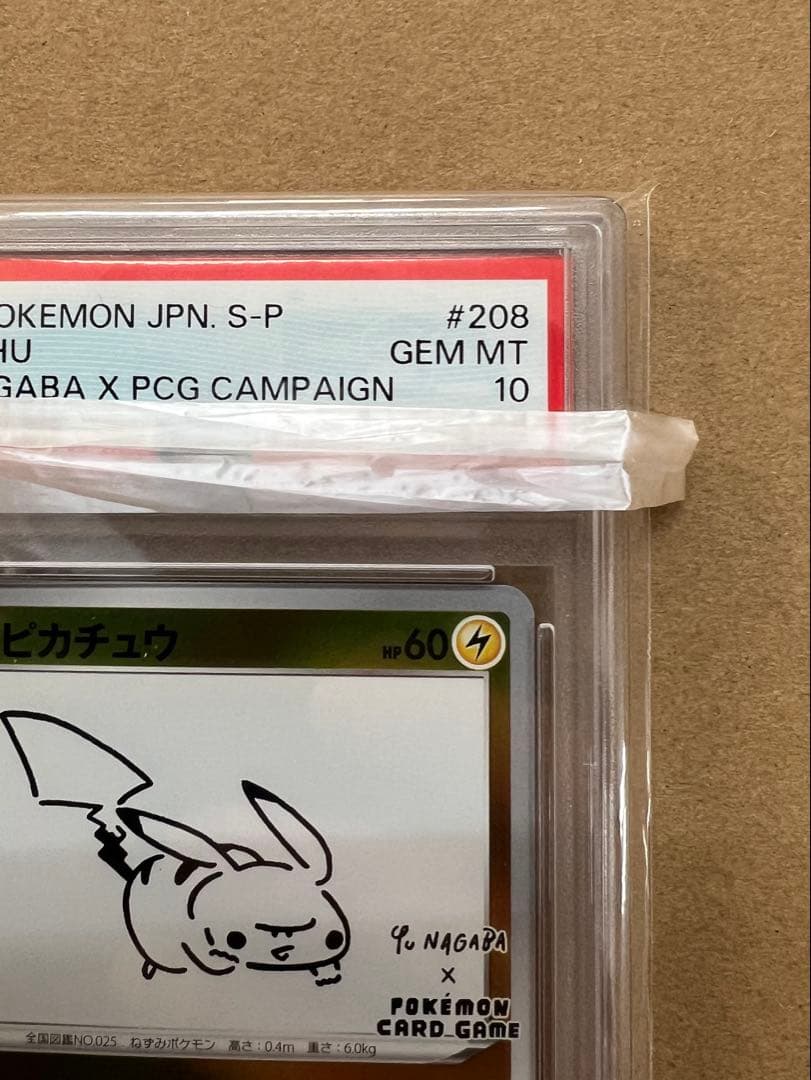 OKEMON JPN. S-P #208
HU GEM MT
GABA X PCG CAMPAIGN 10
ピカチュウ HP60
Yu NAGABA
X
POKÉMON
CARD GAME
全国図鑑NO.025 ねずみポケモン 高さ:0.4m 重さ:6.0kg